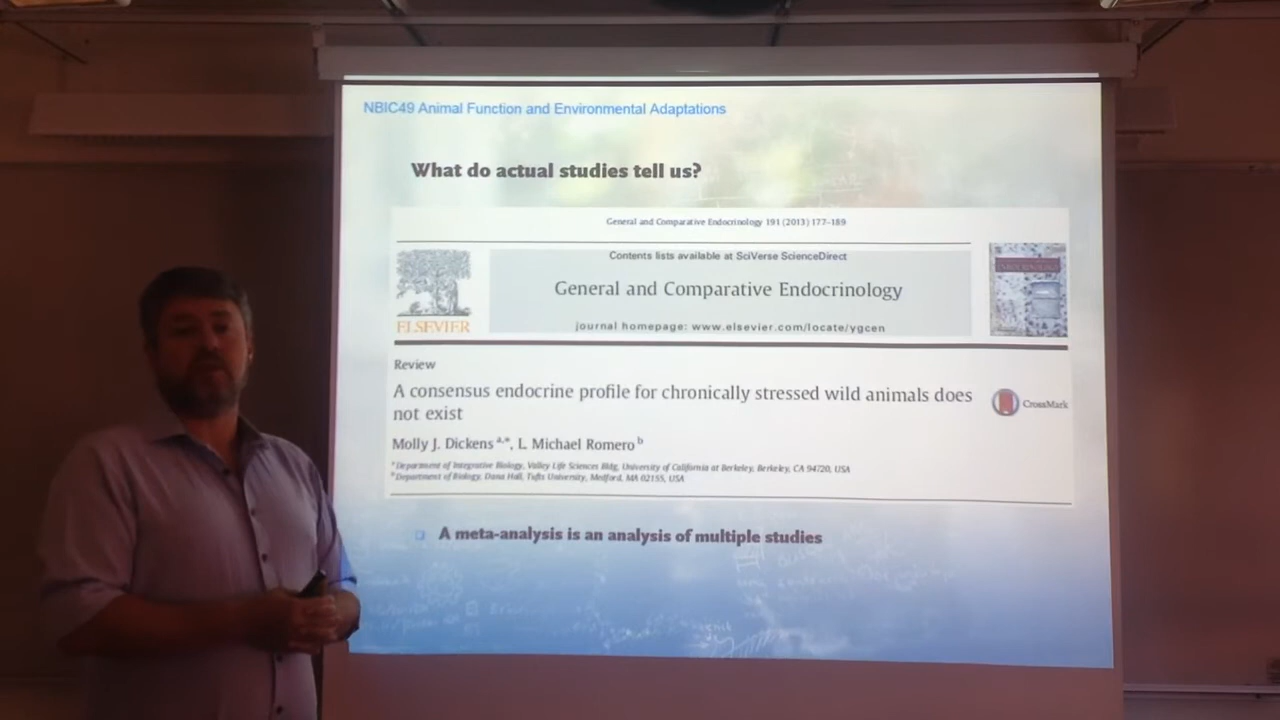 NBIC49 Animal Function and Environmental Adaptations
What do actual studies tell us?
General and Comparative Endocrinology 191 (2013) 177–189
Contents lists available at SciVerse ScienceDirect
General and Comparative Endocrinology
journal homepage: www.elsevier.com/locate/ygcen
ELSEVIER
ENDOCRINOLOGY
Review
A consensus endocrine profile for chronically stressed wild animals does
not exist
CrossMark
Molly J. Dickens a,*, L. Michael Romero b
a Department of Integrative Biology, Valley Life Sciences Bldg, University of California at Berkeley, Berkeley, CA 94720, USA
b Department of Biology, Dana Hall, Tufts University, Medford, MA 02155, USA
A meta-analysis is an analysis of multiple studies